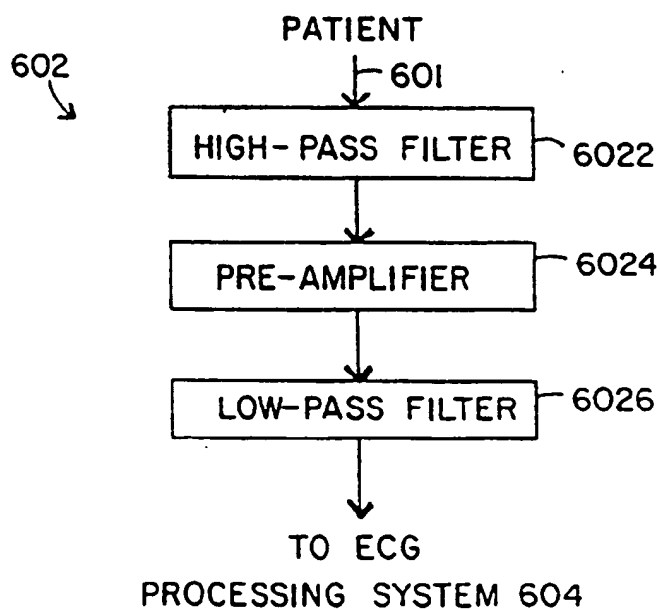 PATIENT
602
601
HIGH-PASS FILTER
6022
PRE-AMPLIFIER
6024
LOW-PASS FILTER
6026
TO ECG
PROCESSING SYSTEM 604